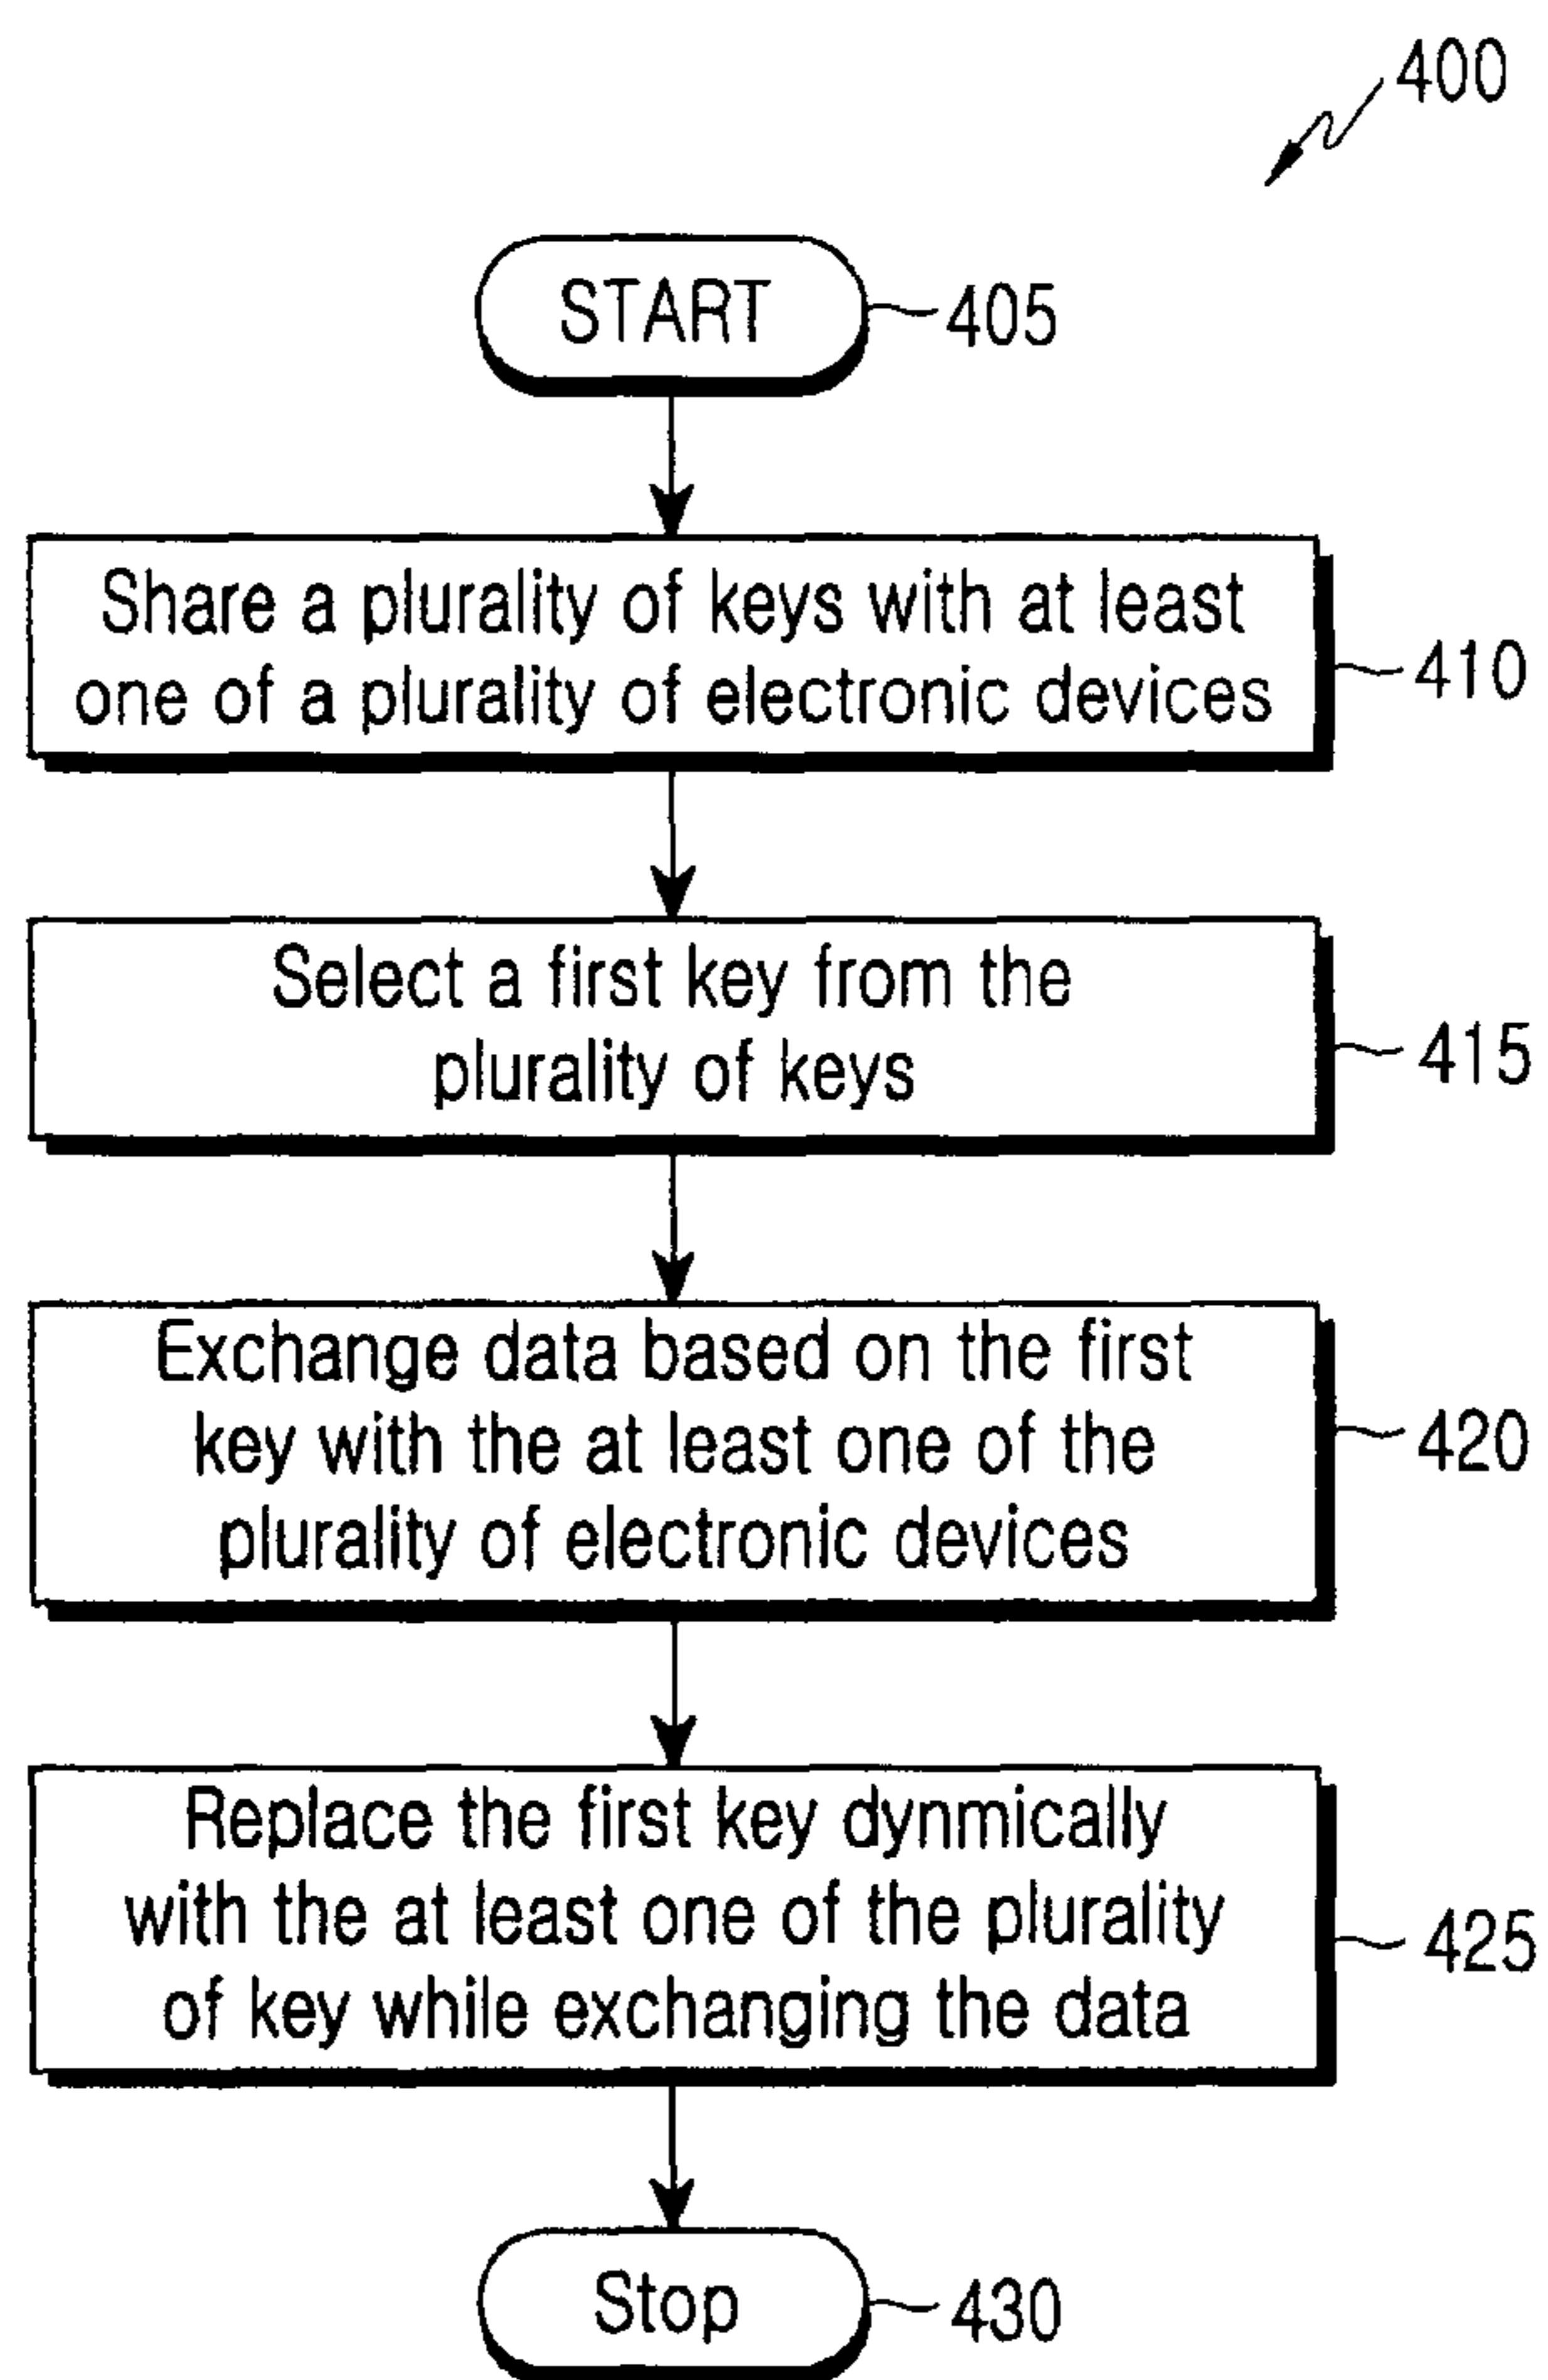 400
START
405
Share a plurality of keys with at least
one of a plurality of electronic devices
410
Select a first key from the
plurality of keys
415
Exchange data based on the first
key with the at least one of the
plurality of electronic devices
420
Replace the first key dynmically
with the at least one of the plurality
of key while exchanging the data
425
Stop
430